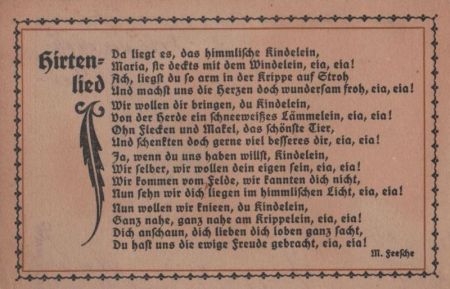 Hirten-
lied
Da liegt es, das himmlische Kindelein,
Maria, sie deckts mit dem Windelein, eia, eia!
Ach, liegst du so arm in der Krippe auf Stroh
Und machst uns die Herzen doch wundersam froh, eia, eia!
Wir wollen dir bringen, du Kindelein,
Von der Herde ein schneeweißes Lämmelein, eia, eia!
Ohn Flecken und Makel, das schönste Tier,
Und schenkten doch gerne viel besseres dir, eia, eia!
Ja, wenn du uns haben willst, Kindelein,
Wir selber, wir wollen dein eigen sein, eia, eia!
Wir kommen vom Felde, wir kannten dich nicht,
Nun sehn wir dich liegen im himmlischen Licht, eia, eia!
Nun wollen wir knieen, du Kindelein,
Ganz nahe, ganz nahe am Krippelein, eia, eia!
Dich anschaun, dich lieben dich loben ganz sacht,
Du hast uns die ewige Freude gebracht, eia, eia!
M. Feesche